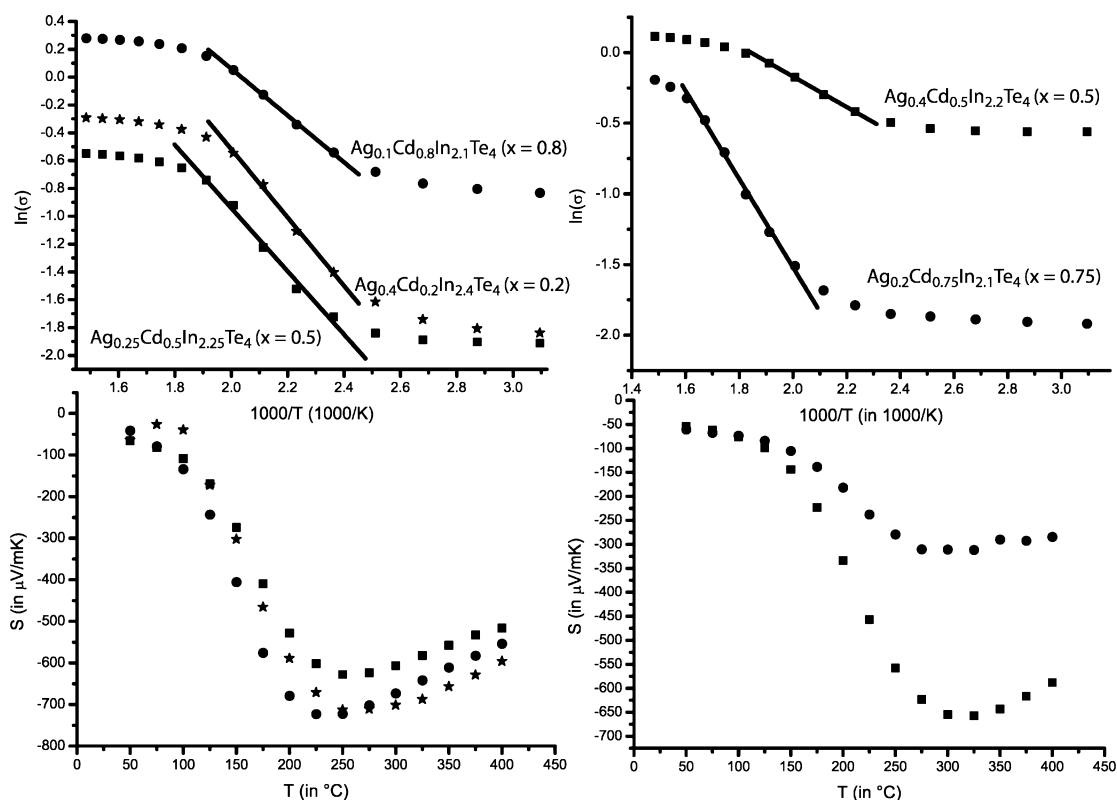 0.4
0.2
0.0
-0.2
-0.4
-0.6
-0.8
-1.0
-1.2
-1.4
-1.6
-1.8
-2.0
ln(σ)
Ag0.1Cd0.8In2.1Te4 (x = 0.8)
Ag0.4Cd0.2In2.4Te4 (x = 0.2)
Ag0.25Cd0.5In2.25Te4 (x = 0.5)
1.6 1.8 2.0 2.2 2.4 2.6 2.8 3.0
1000/T (1000/K)
0.0
-0.5
-1.0
-1.5
-2.0
ln(σ)
Ag0.4Cd0.5In2.2Te4 (x = 0.5)
Ag0.2Cd0.75In2.1Te4 (x = 0.75)
1.4 1.6 1.8 2.0 2.2 2.4 2.6 2.8 3.0
1000/T (in 1000/K)
0
-100
-200
-300
-400
-500
-600
-700
-800
S (in μV/mK)
0 50 100 150 200 250 300 350 400 450
T (in °C)
0
-50
-100
-150
-200
-250
-300
-350
-400
-450
-500
-550
-600
-650
-700
S (in μV/mK)
0 50 100 150 200 250 300 350 400 450
T (in °C)